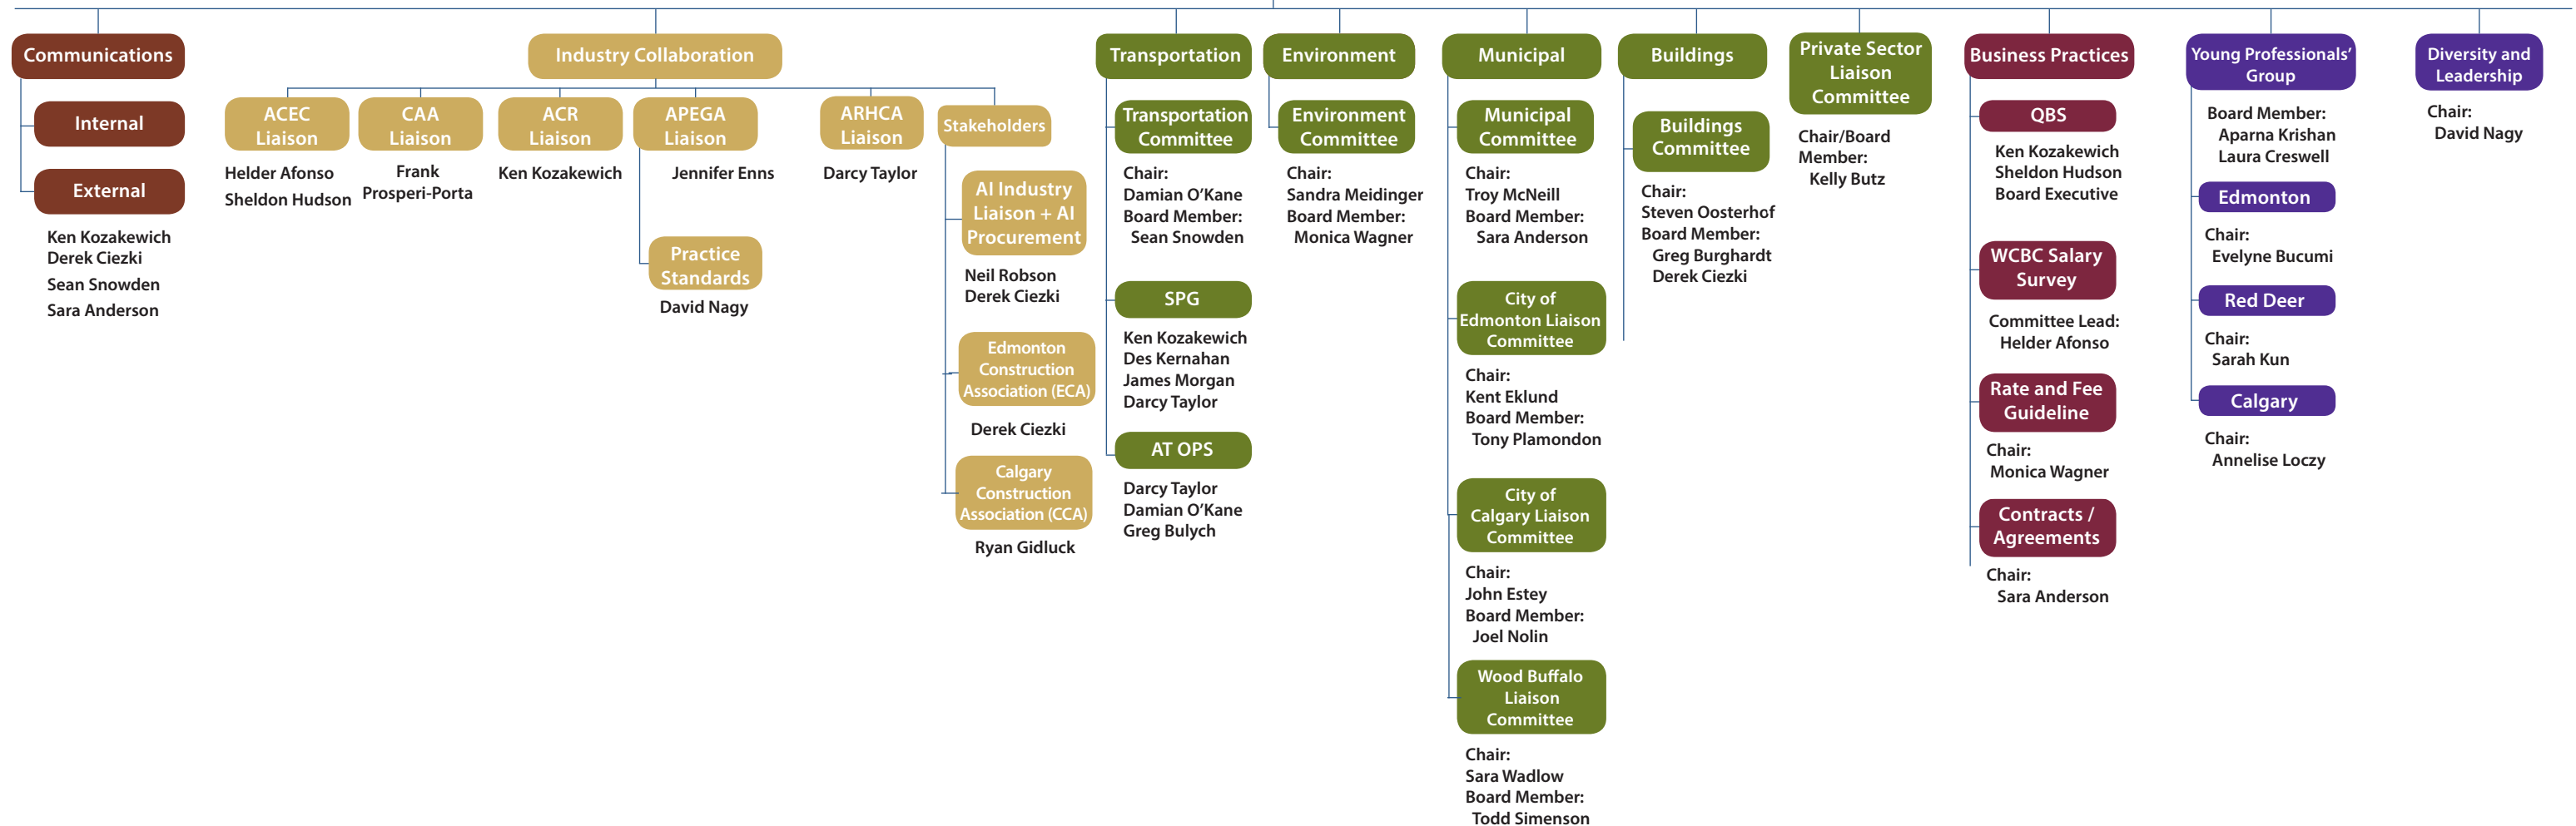 Communications
Internal
External
Ken Kozakewich
Derek Ciezki
Sean Snowden
Sara Anderson
Industry Collaboration
ACEC
Liaison
Helder Afonso
Sheldon Hudson
CAA
Liaison
Frank
Prosperi-Porta
ACR
Liaison
Ken Kozakewich
APEGA
Liaison
Jennifer Enns
Practice
Standards
David Nagy
ARHCA
Liaison
Darcy Taylor
Stakeholders
AI Industry
Liaison + AI
Procurement
Neil Robson
Derek Ciezki
Edmonton
Construction
Association (ECA)
Derek Ciezki
Calgary
Construction
Association (CCA)
Ryan Gidluck
Transportation
Transportation
Committee
Chair:
Damian O’Kane
Board Member:
Sean Snowden
SPG
Ken Kozakewich
Des Kernahan
James Morgan
Darcy Taylor
AT OPS
Darcy Taylor
Damian O’Kane
Greg Bulych
Environment
Environment
Committee
Chair:
Sandra Meidinger
Board Member:
Monica Wagner
Municipal
Municipal
Committee
Chair:
Troy McNeill
Board Member:
Sara Anderson
City of
Edmonton Liaison
Committee
Chair:
Kent Eklund
Board Member:
Tony Plamondon
City of
Calgary Liaison
Committee
Chair:
John Estey
Board Member:
Joel Nolin
Wood Buffalo
Liaison
Committee
Chair:
Sara Wadlow
Board Member:
Todd Simenson
Buildings
Buildings
Committee
Chair:
Steven Oosterhof
Board Member:
Greg Burghardt
Derek Ciezki
Private Sector
Liaison
Committee
Chair/Board
Member:
Kelly Butz
Business Practices
QBS
Ken Kozakewich
Sheldon Hudson
Board Executive
WCBC Salary
Survey
Committee Lead:
Helder Afonso
Rate and Fee
Guideline
Chair:
Monica Wagner
Contracts /
Agreements
Chair:
Sara Anderson
Young Professionals’
Group
Board Member:
Aparna Krishan
Laura Creswell
Edmonton
Chair:
Evelyne Bucumi
Red Deer
Chair:
Sarah Kun
Calgary
Chair:
Annelise Loczy
Diversity and
Leadership
Chair:
David Nagy